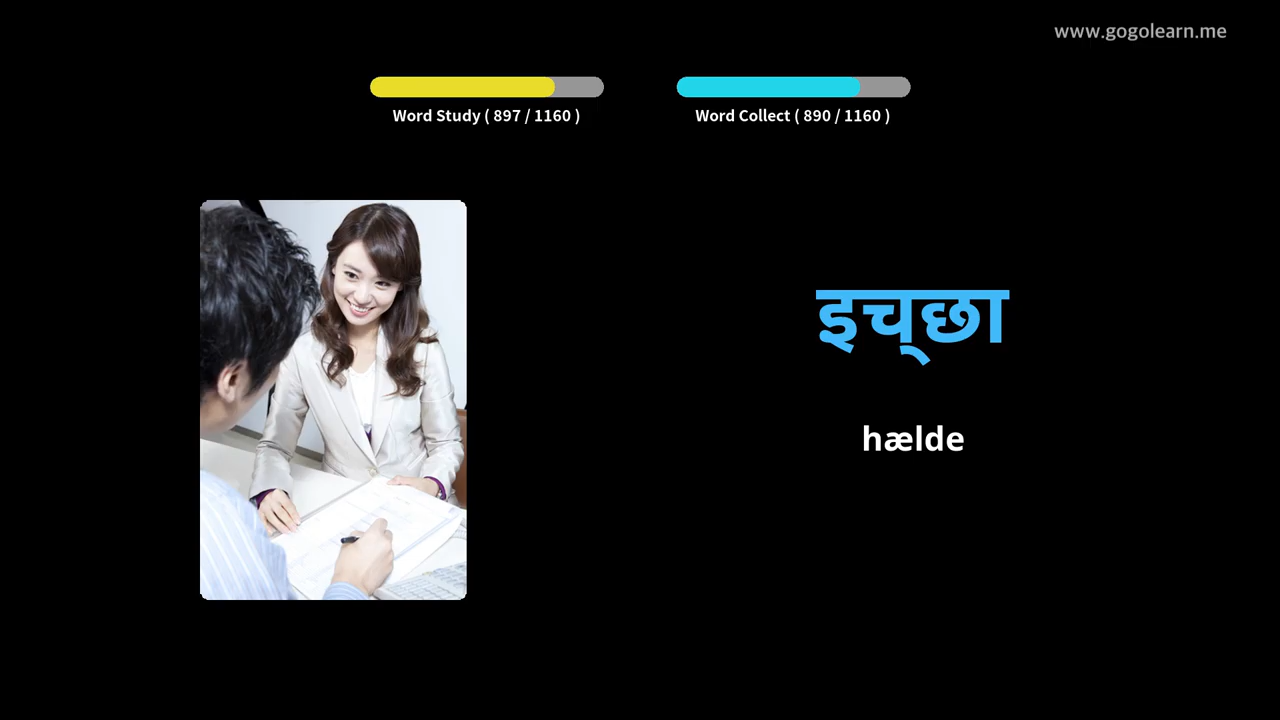 www.gogolearn.me
Word Study ( 897 / 1160 )
Word Collect ( 890 / 1160 )
इच्‌छा
hælde